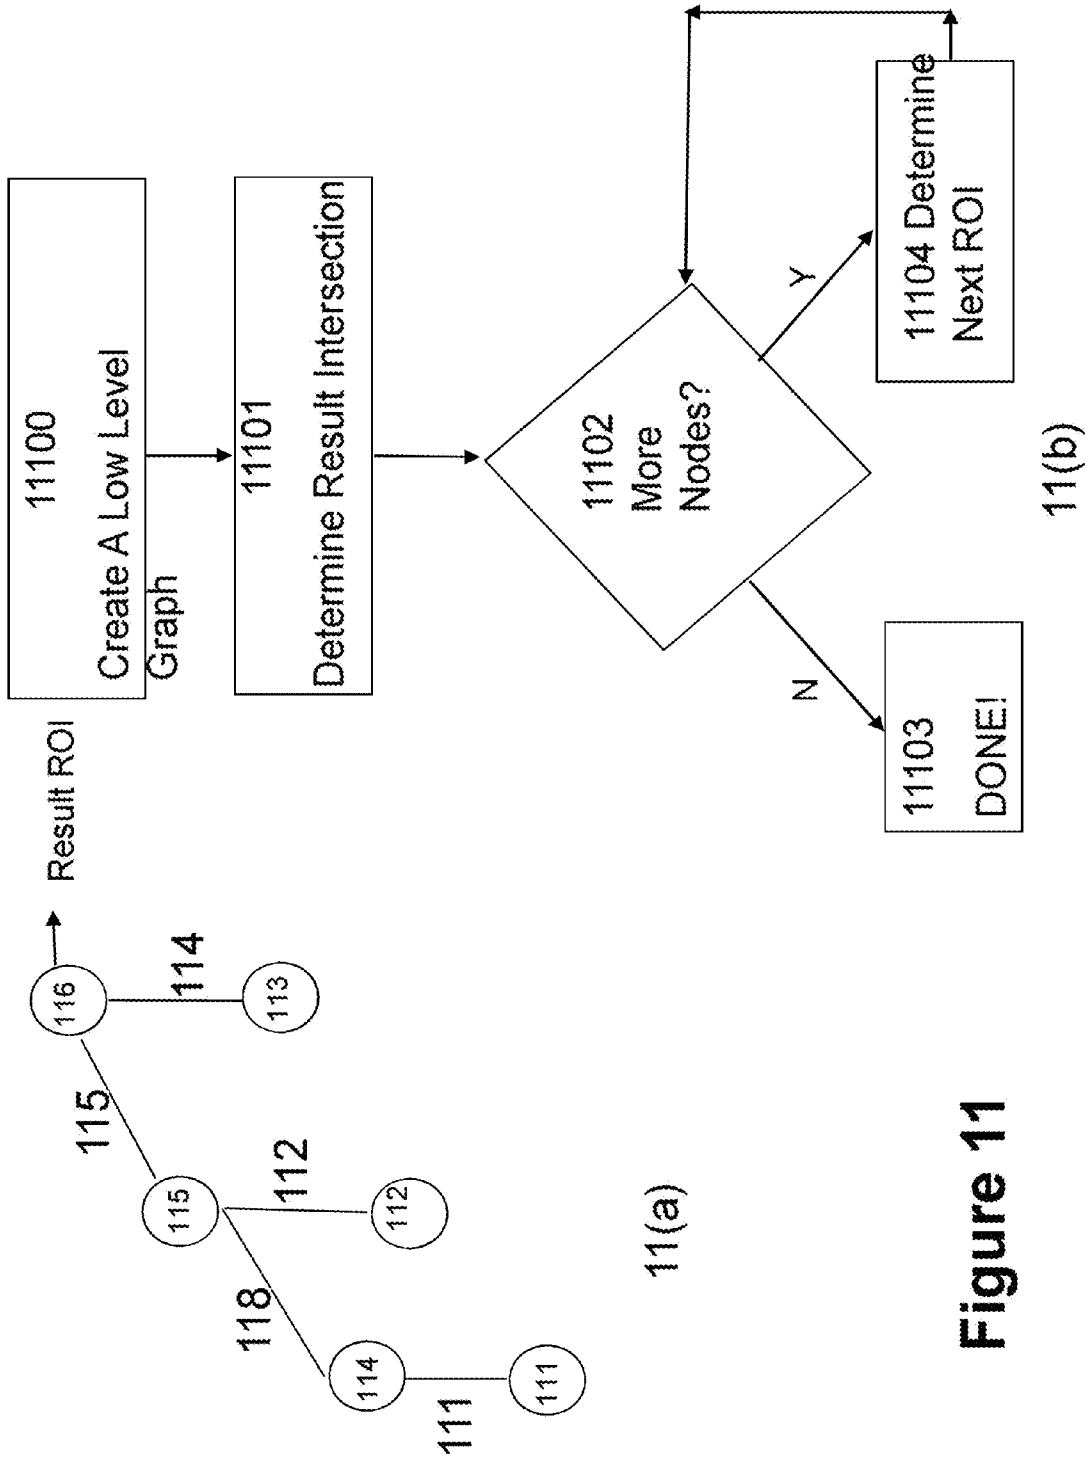 116
Result ROI
115
114
115
113
118
112
114
112
111
111
11(a)
11100
Create A Low Level
Graph
11101
Determine Result Intersection
11102
More
Nodes?
N
Y
11103
DONE!
11104 Determine
Next ROI
11(b)
Figure 11